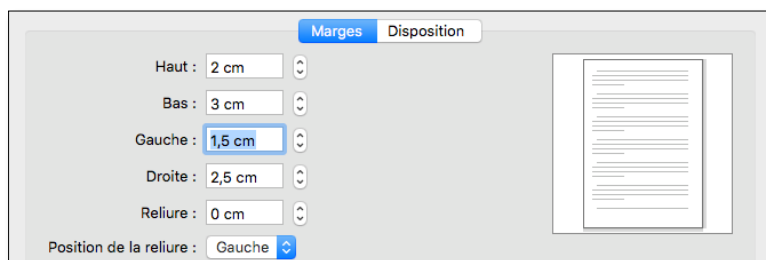 Marges Disposition
Haut : 2 cm
Bas : 3 cm
Gauche : 1,5 cm
Droite : 2,5 cm
Reliure : 0 cm
Position de la reliure : Gauche